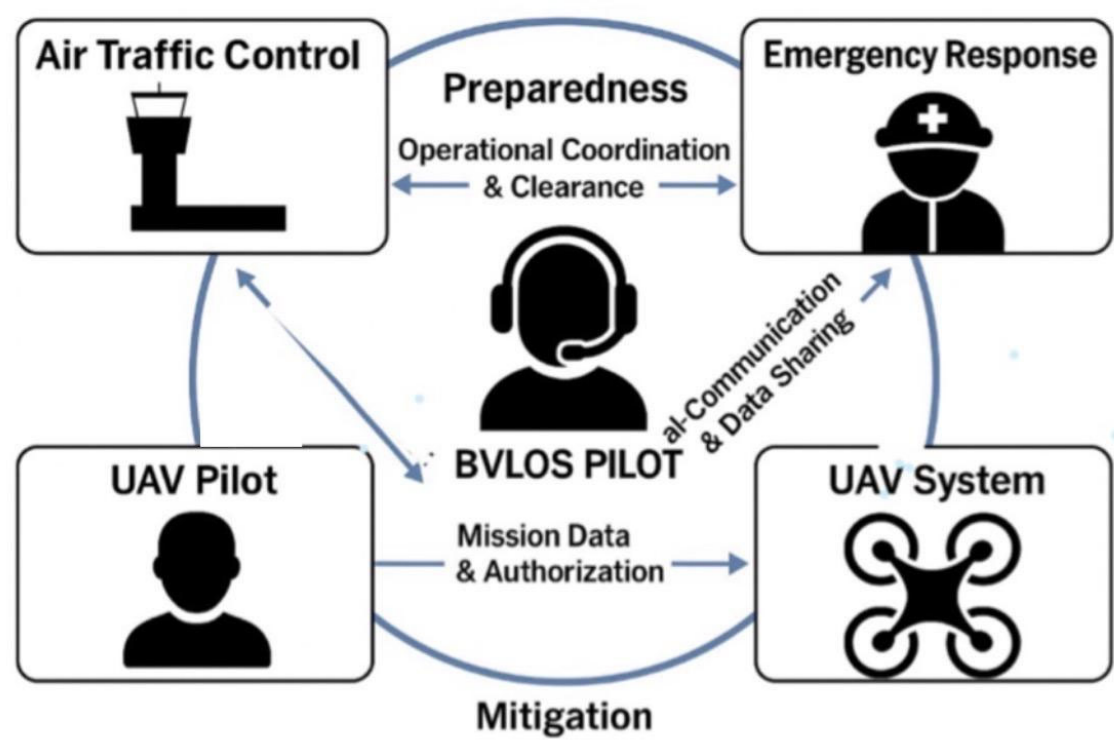 Air Traffic Control
Emergency Response
Preparedness
Operational Coordination
& Clearance
al-Communication
& Data Sharing
BVLOS PILOT
UAV Pilot
UAV System
Mission Data
& Authorization
Mitigation